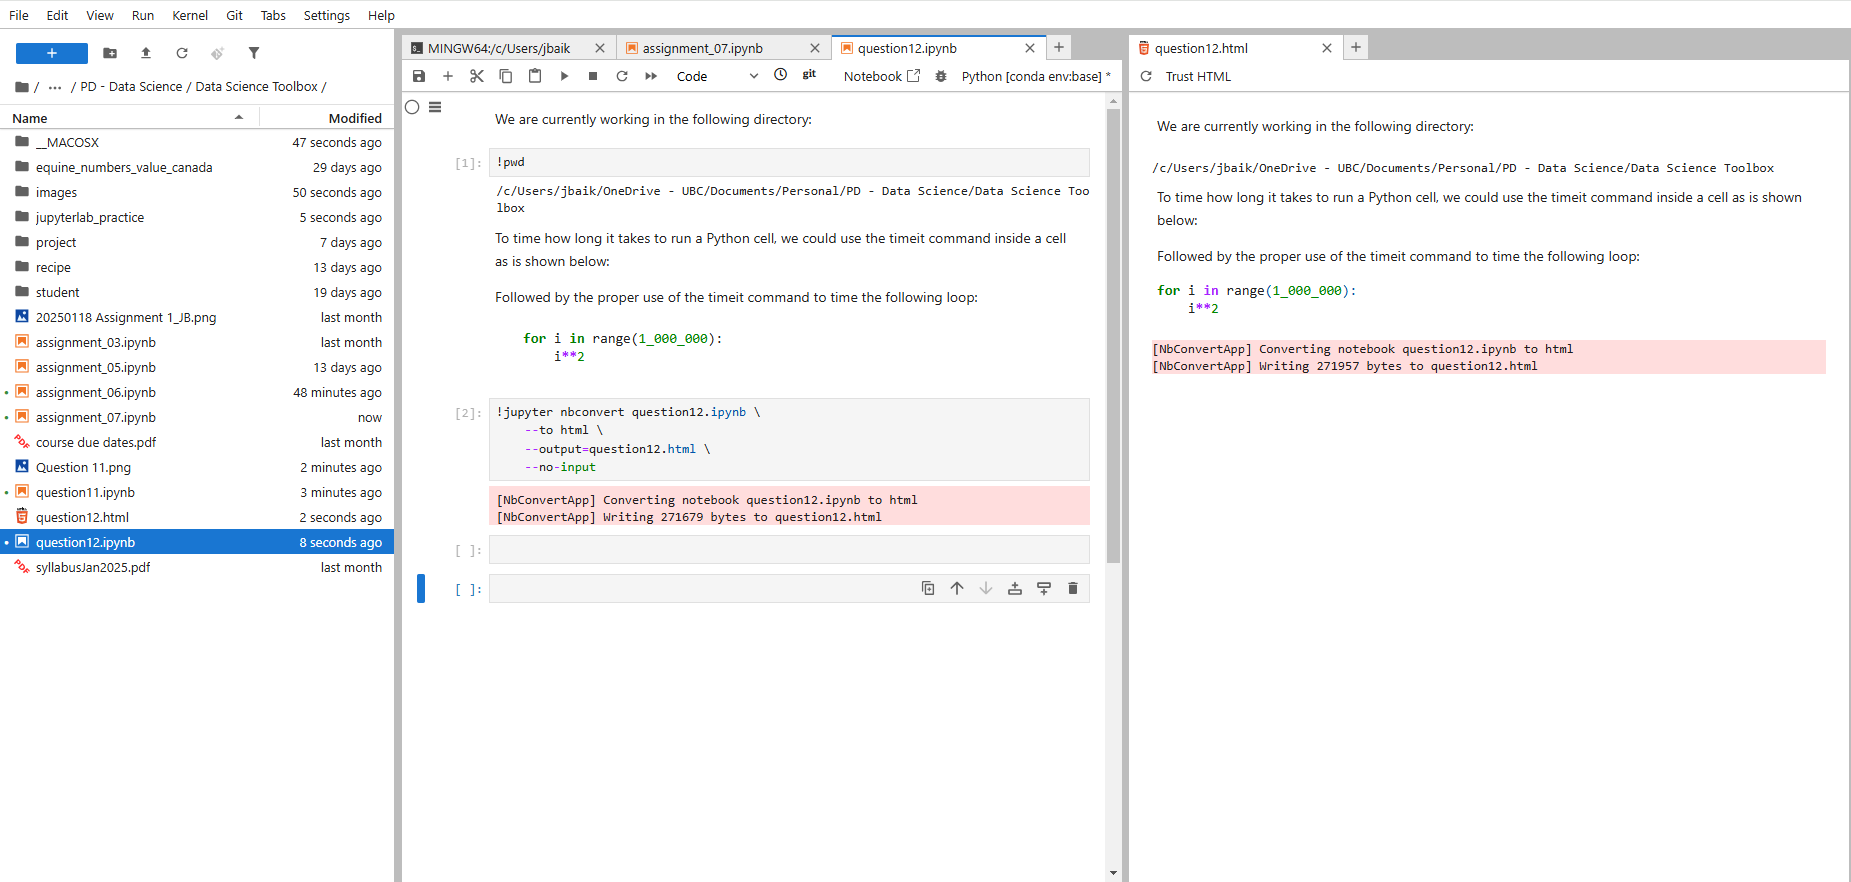 File Edit View Run Kernel Git Tabs Settings Help
+
/ ... / PD - Data Science / Data Science Toolbox /
Name Modified
__MACOSX 47 seconds ago
equine_numbers_value_canada 29 days ago
images 50 seconds ago
jupyterlab_practice 5 seconds ago
project 7 days ago
recipe 13 days ago
student 19 days ago
20250118 Assignment 1_JB.png last month
assignment_03.ipynb last month
assignment_05.ipynb 13 days ago
assignment_06.ipynb 48 minutes ago
assignment_07.ipynb now
course due dates.pdf last month
Question 11.png 2 minutes ago
question11.ipynb 3 minutes ago
question12.html 2 seconds ago
question12.ipynb 8 seconds ago
syllabusJan2025.pdf last month
MINGW64:/c/Users/jbaik assignment_07.ipynb question12.ipynb
Code git Notebook Python [conda env:base] *
We are currently working in the following directory:
[1]: !pwd
/c/Users/jbaik/OneDrive - UBC/Documents/Personal/PD - Data Science/Data Science Too
lbox
To time how long it takes to run a Python cell, we could use the timeit command inside a cell
as is shown below:
Followed by the proper use of the timeit command to time the following loop:
for i in range(1_000_000):
    i**2
[2]: !jupyter nbconvert question12.ipynb \
    --to html \
    --output=question12.html \
    --no-input
[NbConvertApp] Converting notebook question12.ipynb to html
[NbConvertApp] Writing 271679 bytes to question12.html
[ ]:
[ ]:
question12.html
Trust HTML
We are currently working in the following directory:
/c/Users/jbaik/OneDrive - UBC/Documents/Personal/PD - Data Science/Data Science Toolbox
To time how long it takes to run a Python cell, we could use the timeit command inside a cell as is shown
below:
Followed by the proper use of the timeit command to time the following loop:
for i in range(1_000_000):
    i**2
[NbConvertApp] Converting notebook question12.ipynb to html
[NbConvertApp] Writing 271957 bytes to question12.html